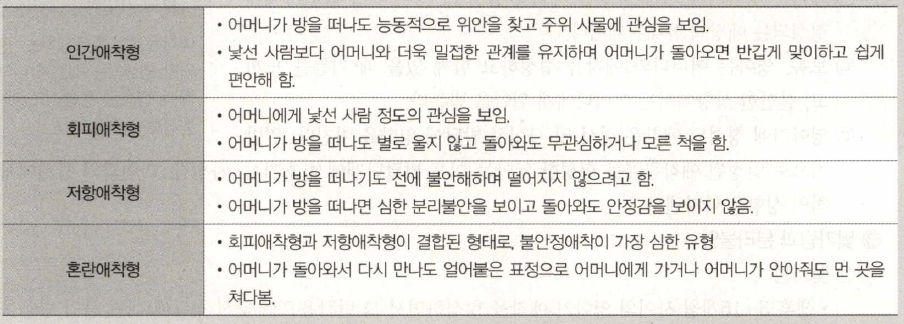 인간애착형
• 어머니가 방을 떠나도 능동적으로 위안을 찾고 주위 사물에 관심을 보임.
• 낯선 사람보다 어머니와 더욱 밀접한 관계를 유지하며 어머니가 돌아오면 반갑게 맞이하고 쉽게
편안해 함.
회피애착형
• 어머니에게 낯선 사람 정도의 관심을 보임.
• 어머니가 방을 떠나도 별로 울지 않고 돌아와도 무관심하거나 모른 척을 함.
저항애착형
• 어머니가 방을 떠나기도 전에 불안해하며 떨어지지 않으려고 함.
• 어머니가 방을 떠나면 심한 분리불안을 보이고 돌아와도 안정감을 보이지 않음.
혼란애착형
• 회피애착형과 저항애착형이 결합된 형태로, 불안정애착이 가장 심한 유형
• 어머니가 돌아와서 다시 만나도 얼어붙은 표정으로 어머니에게 가거나 어머니가 안아줘도 먼 곳을
쳐다봄.